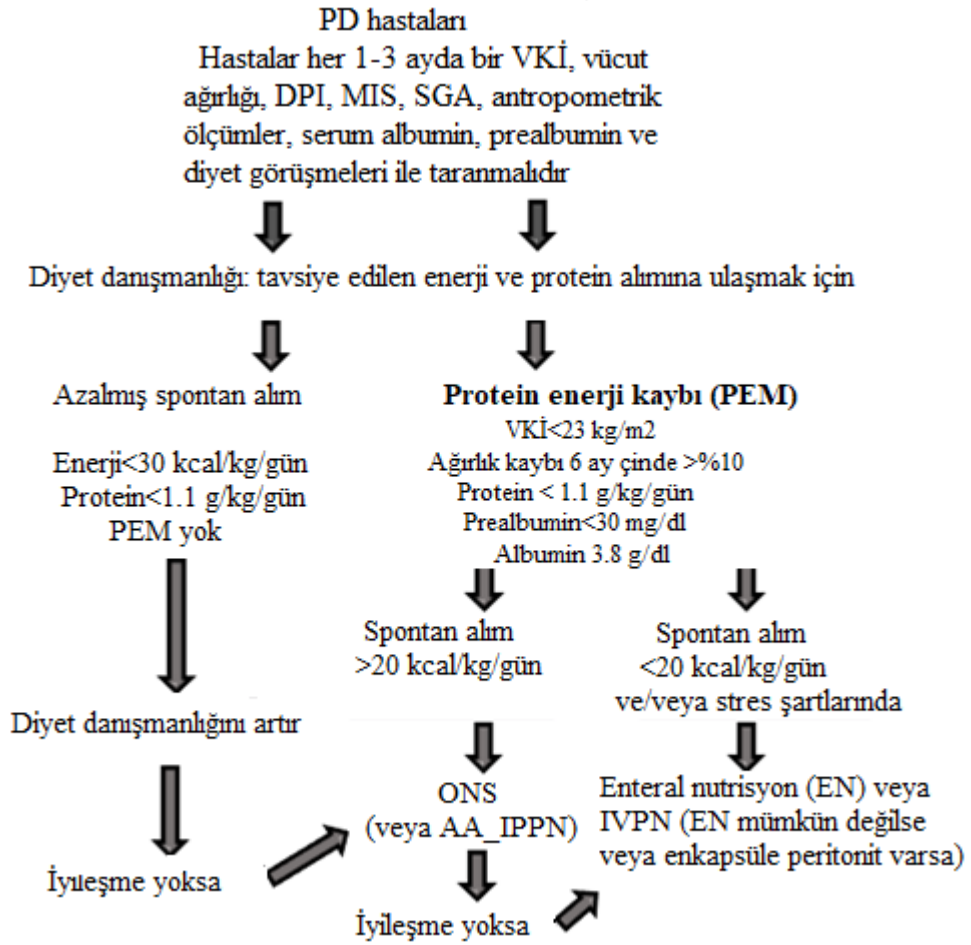 PD hastaları
Hastalar her 1-3 ayda bir VKİ, vücut
ağırlığı, DPI, MIS, SGA, antropometrik
ölçümler, serum albumin, prealbumin ve
diyet görüşmeleri ile taranmalıdır
Diyet danışmanlığı: tavsiye edilen enerji ve protein alımına ulaşmak için
Azalmış spontan alım
Enerji<30 kcal/kg/gün
Protein<1.1 g/kg/gün
PEM yok
Diyet danışmanlığını artır
İyileşme yoksa
Protein enerji kaybı (PEM)
VKİ<23 kg/m2
Ağırlık kaybı 6 ay çinde >%10
Protein < 1.1 g/kg/gün
Prealbumin<30 mg/dl
Albumin 3.8 g/dl
Spontan alım
>20 kcal/kg/gün
ONS
(veya AA_IPPN)
İyileşme yoksa
Spontan alım
<20 kcal/kg/gün
ve/veya stres şartlarında
Enteral nutrisyon (EN) veya
IVPN (EN mümkün değilse
veya enkapsüle peritonit varsa)